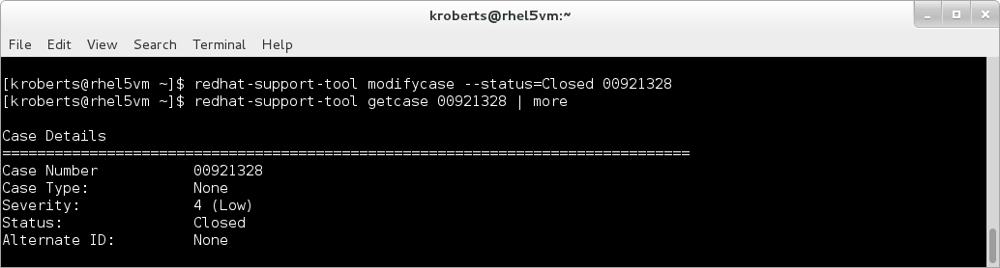 kroberts@rhel5vm:~
File Edit View Search Terminal Help
[kroberts@rhel5vm ~]$ redhat-support-tool modifycase --status=Closed 00921328
[kroberts@rhel5vm ~]$ redhat-support-tool getcase 00921328 | more
Case Details
===============================================================================
Case Number 00921328
Case Type: None
Severity: 4 (Low)
Status: Closed
Alternate ID: None